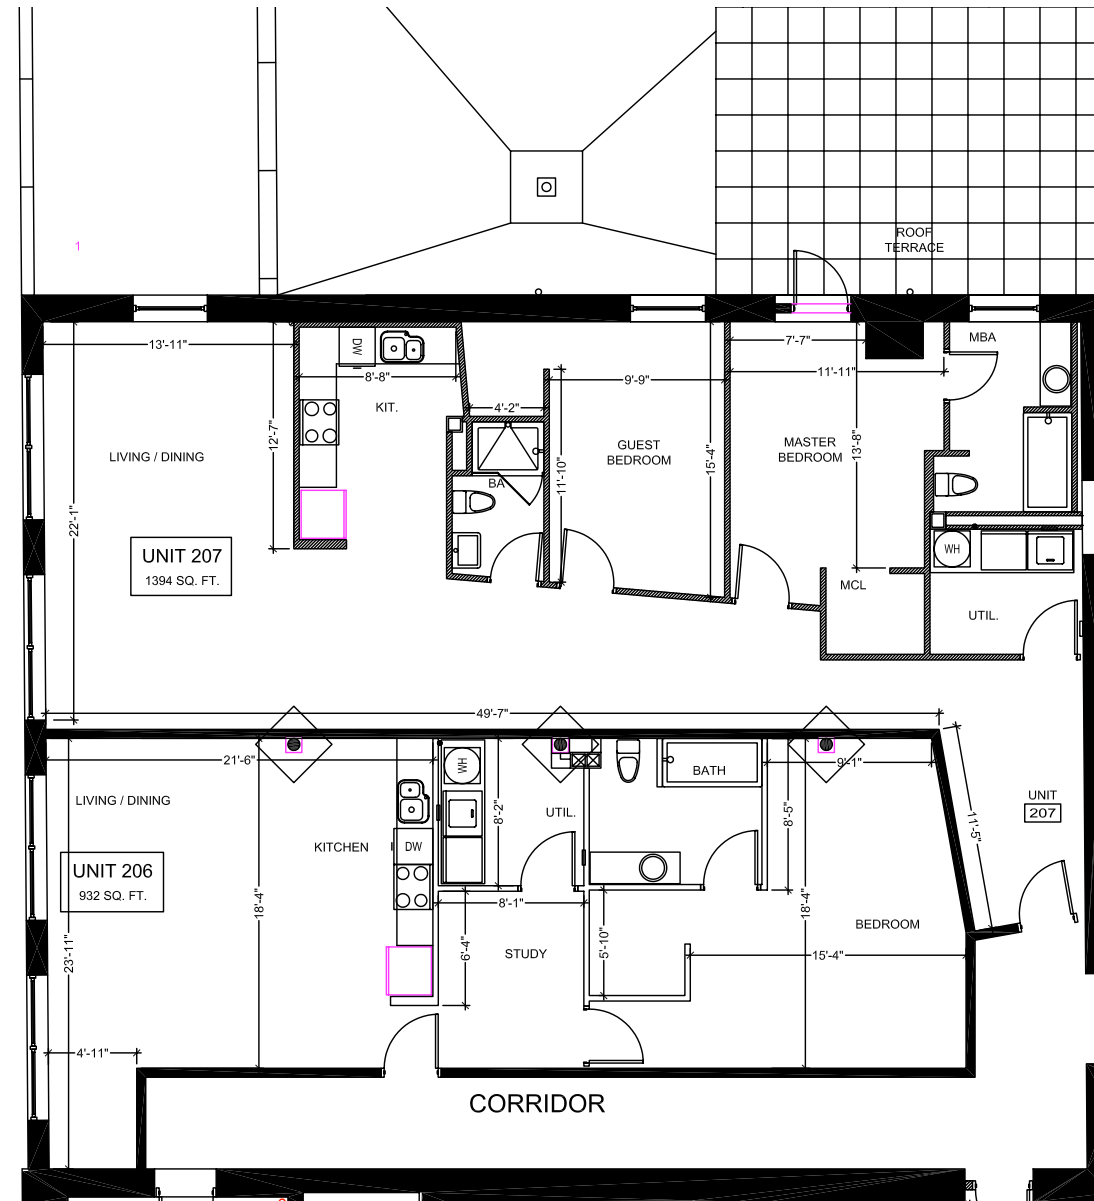 1
ROOF
TERRACE
13'-11"
DW
8'-8"
KIT.
4'-2"
9'-9"
7'-7"
11'-11"
MBA
12'-7"
LIVING / DINING
GUEST
BEDROOM
15'-4"
MASTER
BEDROOM
13'-8"
11'-10"
BA
22'-1"
UNIT 207
1394 SQ. FT.
WH
MCL
UTIL.
49'-7"
21'-6"
WH
BATH
9'-1"
LIVING / DINING
8'-2"
UTIL.
8'-5"
11'-5"
UNIT
207
KITCHEN
DW
UNIT 206
932 SQ. FT.
18'-4"
8'-1"
18'-4"
BEDROOM
23'-11"
6'-4"
STUDY
5'-10"
15'-4"
4'-11"
CORRIDOR